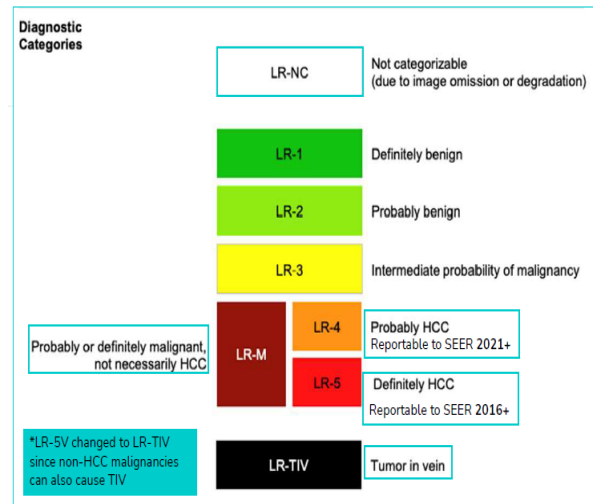 Diagnostic
Categories
LR-NC
Not categorizable
(due to image omission or degradation)
LR-1
Definitely benign
LR-2
Probably benign
LR-3
Intermediate probability of malignancy
Probably or definitely malignant,
not necessarily HCC
LR-M
LR-4
Probably HCC
Reportable to SEER 2021+
LR-5
Definitely HCC
Reportable to SEER 2016+
*LR-5V changed to LR-TIV
since non-HCC malignancies
can also cause TIV
LR-TIV
Tumor in vein